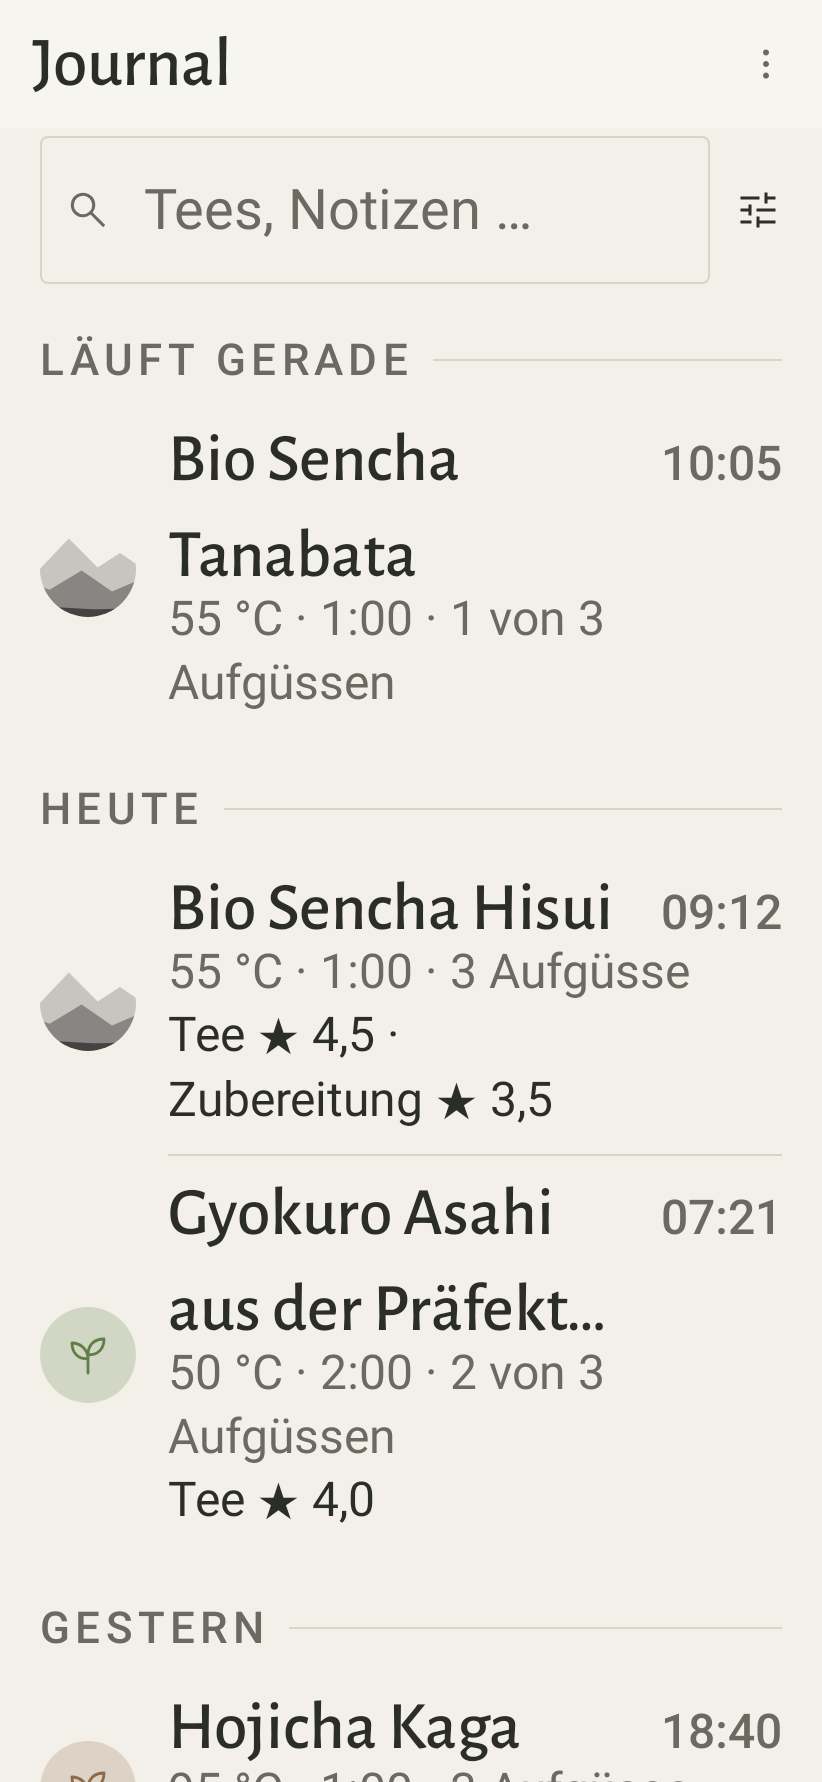 Journal
Tees, Notizen ...
LÄUFT GERADE
Bio Sencha 10:05
Tanabata
55 °C · 1:00 · 1 von 3
Aufgüssen
HEUTE
Bio Sencha Hisui 09:12
55 °C · 1:00 · 3 Aufgüsse
Tee ★ 4,5 ·
Zubereitung ★ 3,5
Gyokuro Asahi 07:21
aus der Präfekt...
50 °C · 2:00 · 2 von 3
Aufgüssen
Tee ★ 4,0
GESTERN
Hojicha Kaga 18:40